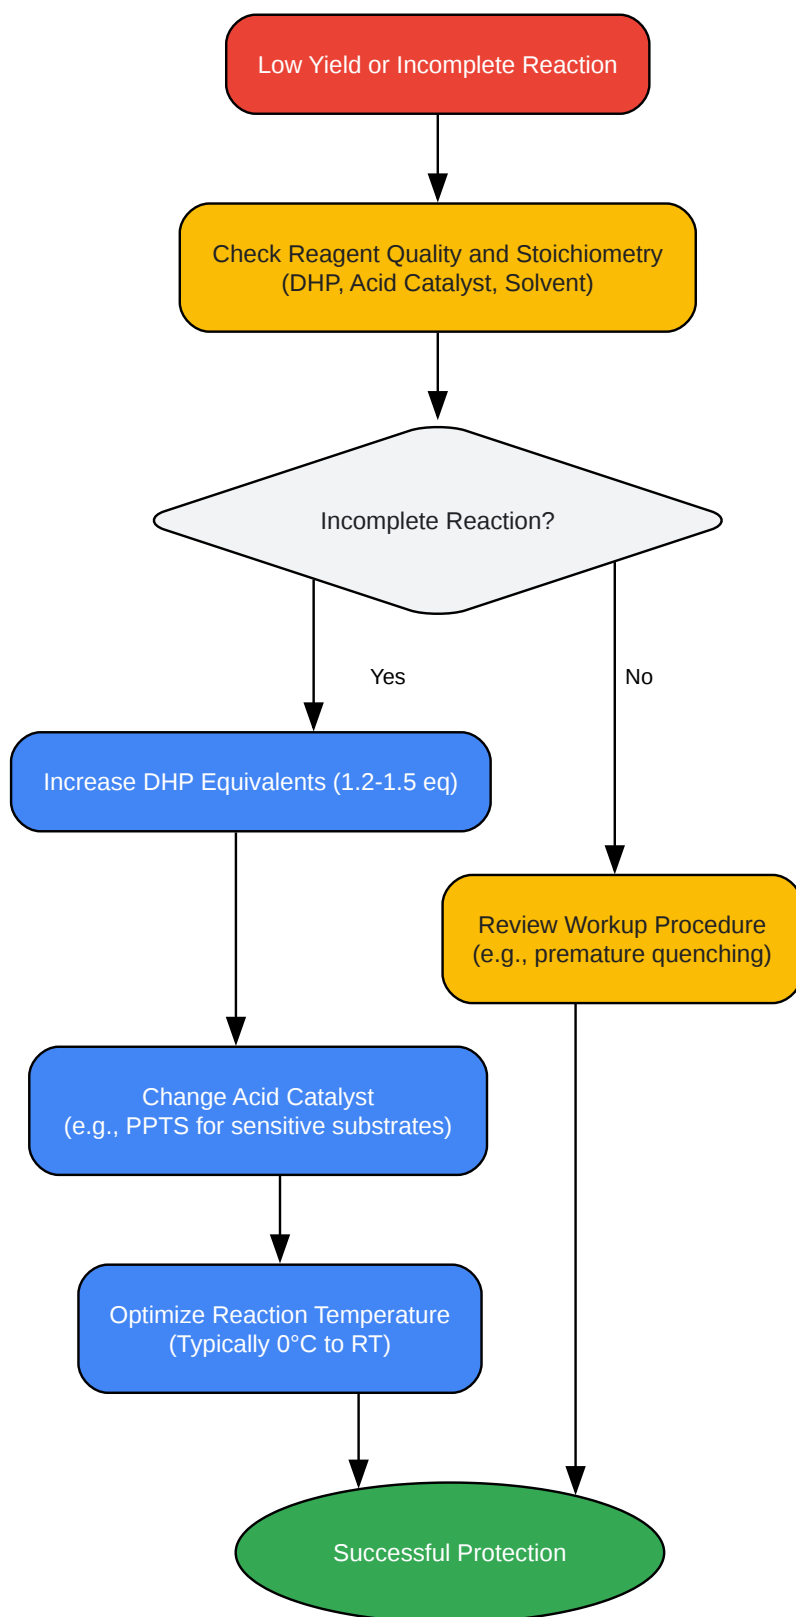 Low Yield or Incomplete Reaction
Check Reagent Quality and Stoichiometry
(DHP, Acid Catalyst, Solvent)
Incomplete Reaction?
Yes
No
Increase DHP Equivalents (1.2-1.5 eq)
Review Workup Procedure
(e.g., premature quenching)
Change Acid Catalyst
(e.g., PPTS for sensitive substrates)
Optimize Reaction Temperature
(Typically 0°C to RT)
Successful Protection